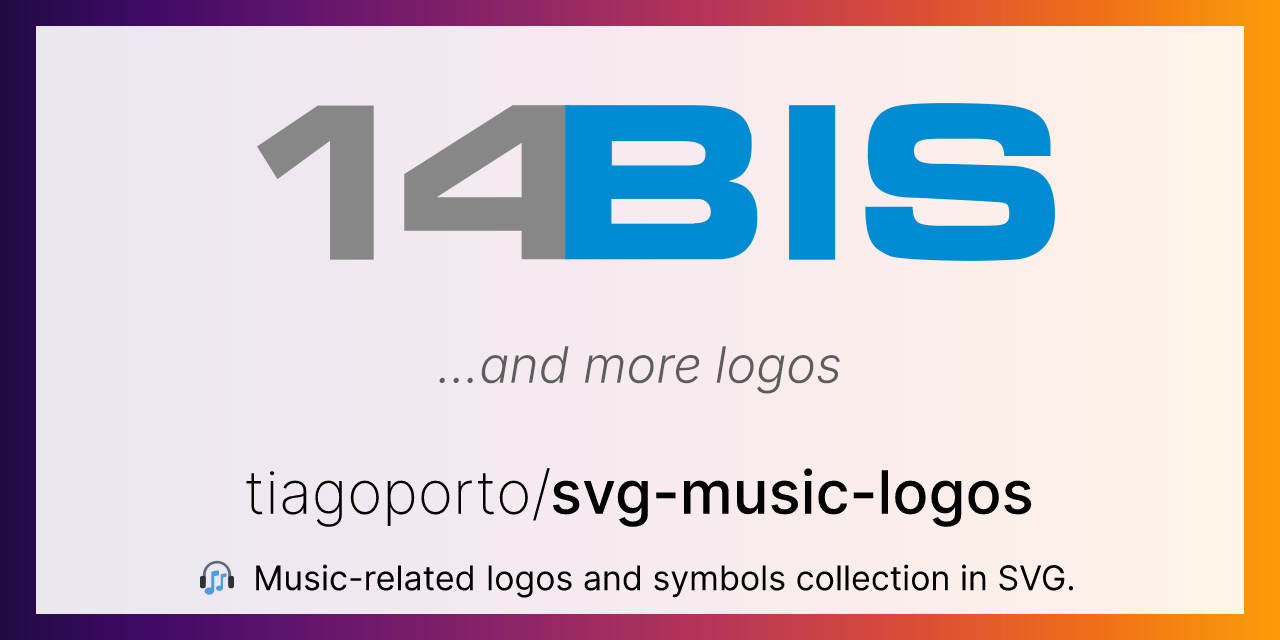 14BIS
...and more logos
tiagoporto/svg-music-logos
Music-related logos and symbols collection in SVG.